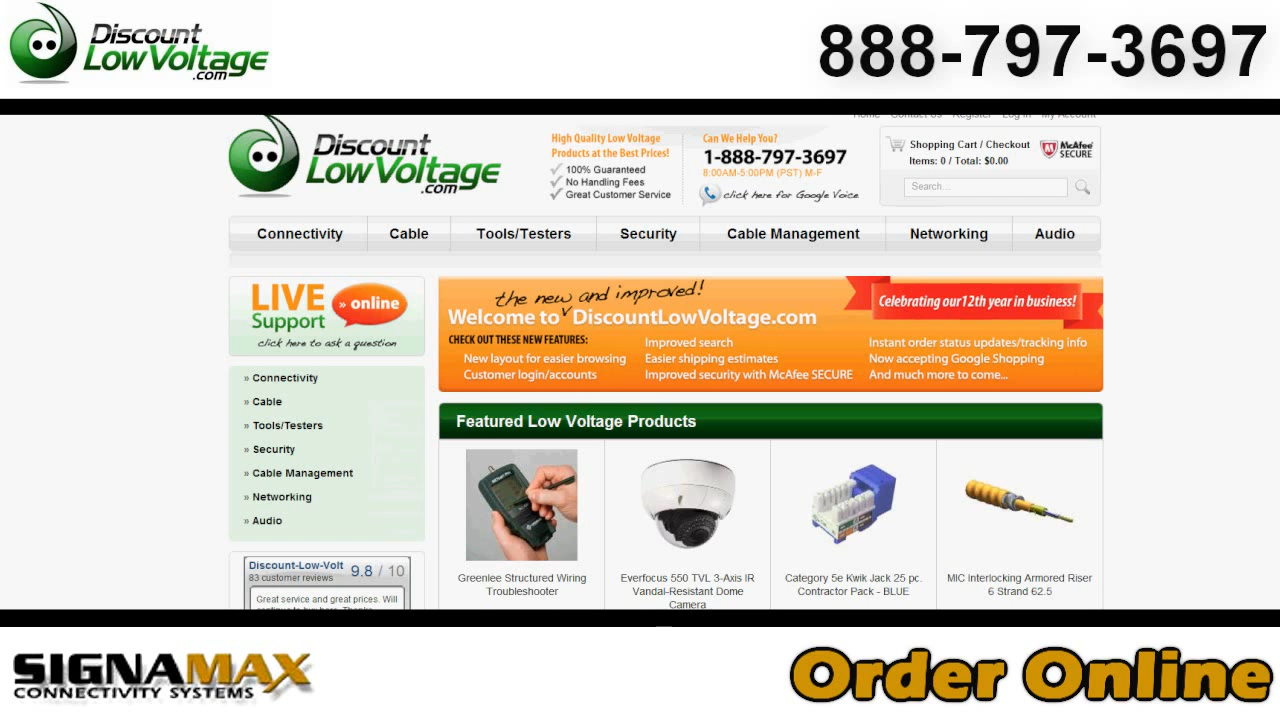 Discount
LowVoltage
.com
888-797-3697
Home Contact Us Register Log In My Account
Discount
LowVoltage
.com
High Quality Low Voltage
Products at the Best Prices!
100% Guaranteed
No Handling Fees
Great Customer Service
Can We Help You?
1-888-797-3697
8:00AM-5:00PM (PST) M-F
click here for Google Voice
Shopping Cart / Checkout
Items: 0 / Total: $0.00
McAfee
SECURE
Search...
Connectivity
Cable
Tools/Testers
Security
Cable Management
Networking
Audio
LIVE
Support
» online
click here to ask a question
the new and improved!
Welcome to DiscountLowVoltage.com
Celebrating our12th year in business!
CHECK OUT THESE NEW FEATURES:
New layout for easier browsing
Customer login/accounts
Improved search
Easier shipping estimates
Improved security with McAfee SECURE
Instant order status updates/tracking info
Now accepting Google Shopping
And much more to come...
» Connectivity
» Cable
» Tools/Testers
» Security
» Cable Management
» Networking
» Audio
Featured Low Voltage Products
Greenlee Structured Wiring
Troubleshooter
Everfocus 550 TVL 3-Axis IR
Vandal-Resistant Dome
Camera
Category 5e Kwik Jack 25 pc.
Contractor Pack - BLUE
MIC Interlocking Armored Riser
6 Strand 62.5
Discount-Low-Volt
83 customer reviews
9.8 / 10
Great service and great prices. Will
SIGNAMAX
CONNECTIVITY SYSTEMS
Order Online